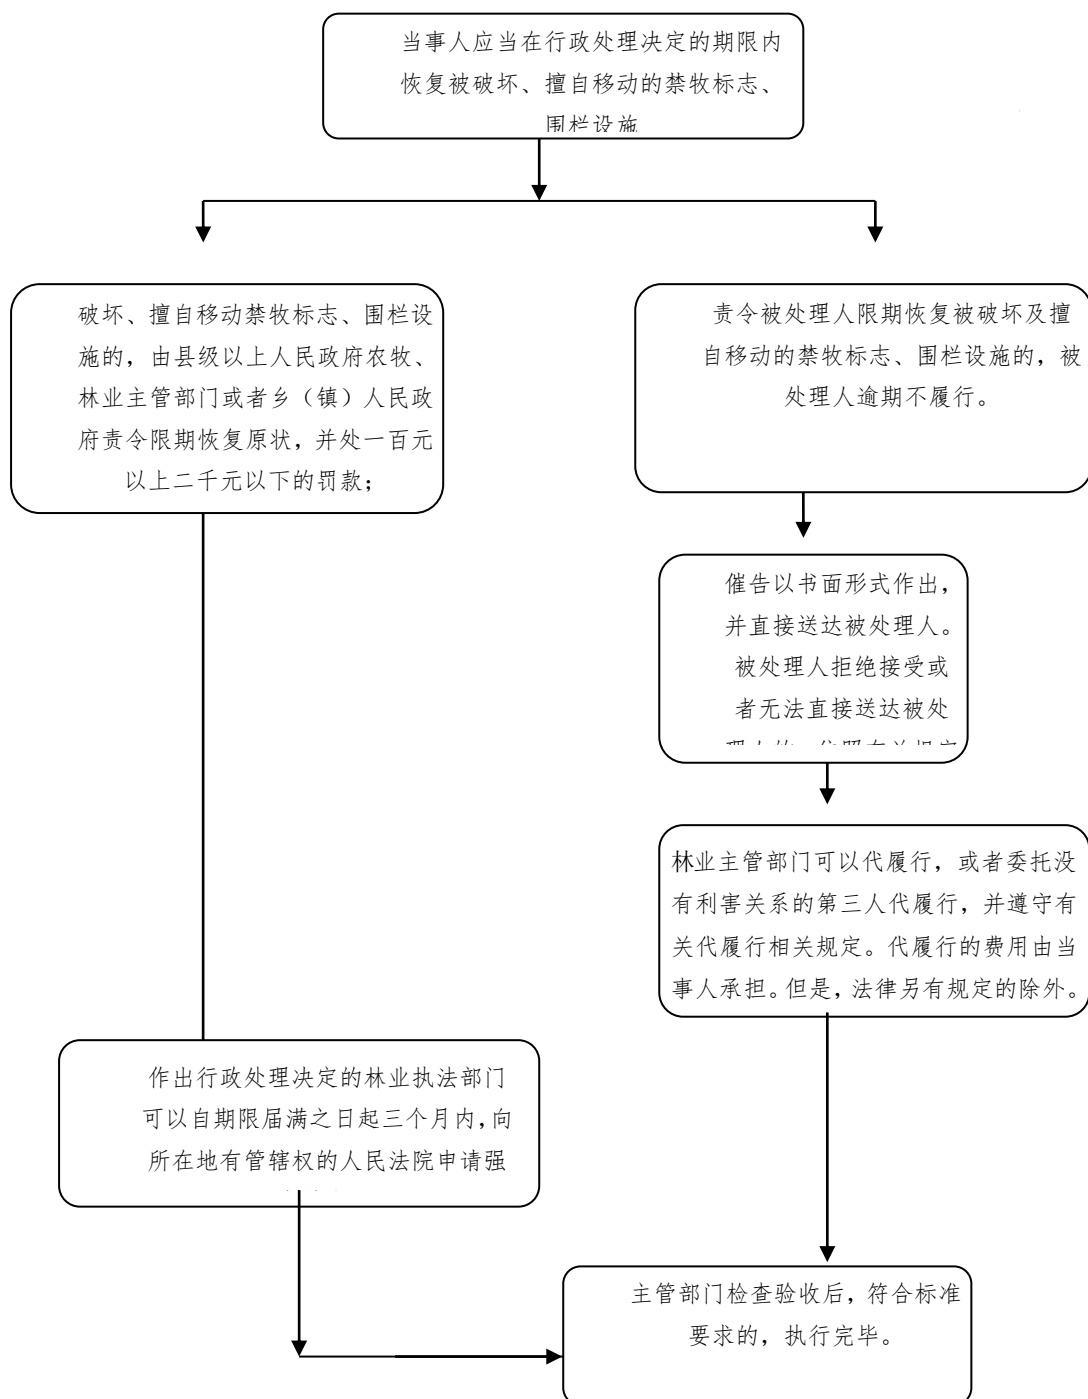 当事人应当在行政处理决定的期限内
恢复被破坏、擅自移动的禁牧标志、
围栏设施
破坏、擅自移动禁牧标志、围栏设
施的，由县级以上人民政府农牧、
林业主管部门或者乡（镇）人民政
府责令限期恢复原状，并处一百元
以上二千元以下的罚款；
责令被处理人限期恢复被破坏及擅
自移动的禁牧标志、围栏设施的，被
处理人逾期不履行。
催告以书面形式作出，
并直接送达被处理人。
被处理人拒绝接受或
者无法直接送达被处
理人的，依照有关规定
林业主管部门可以代履行，或者委托没
有利害关系的第三人代履行，并遵守有
关代履行相关规定。代履行的费用由当
事人承担。但是，法律另有规定的除外。
作出行政处理决定的林业执法部门
可以自期限届满之日起三个月内，向
所在地有管辖权的人民法院申请强
主管部门检查验收后，符合标准
要求的，执行完毕。